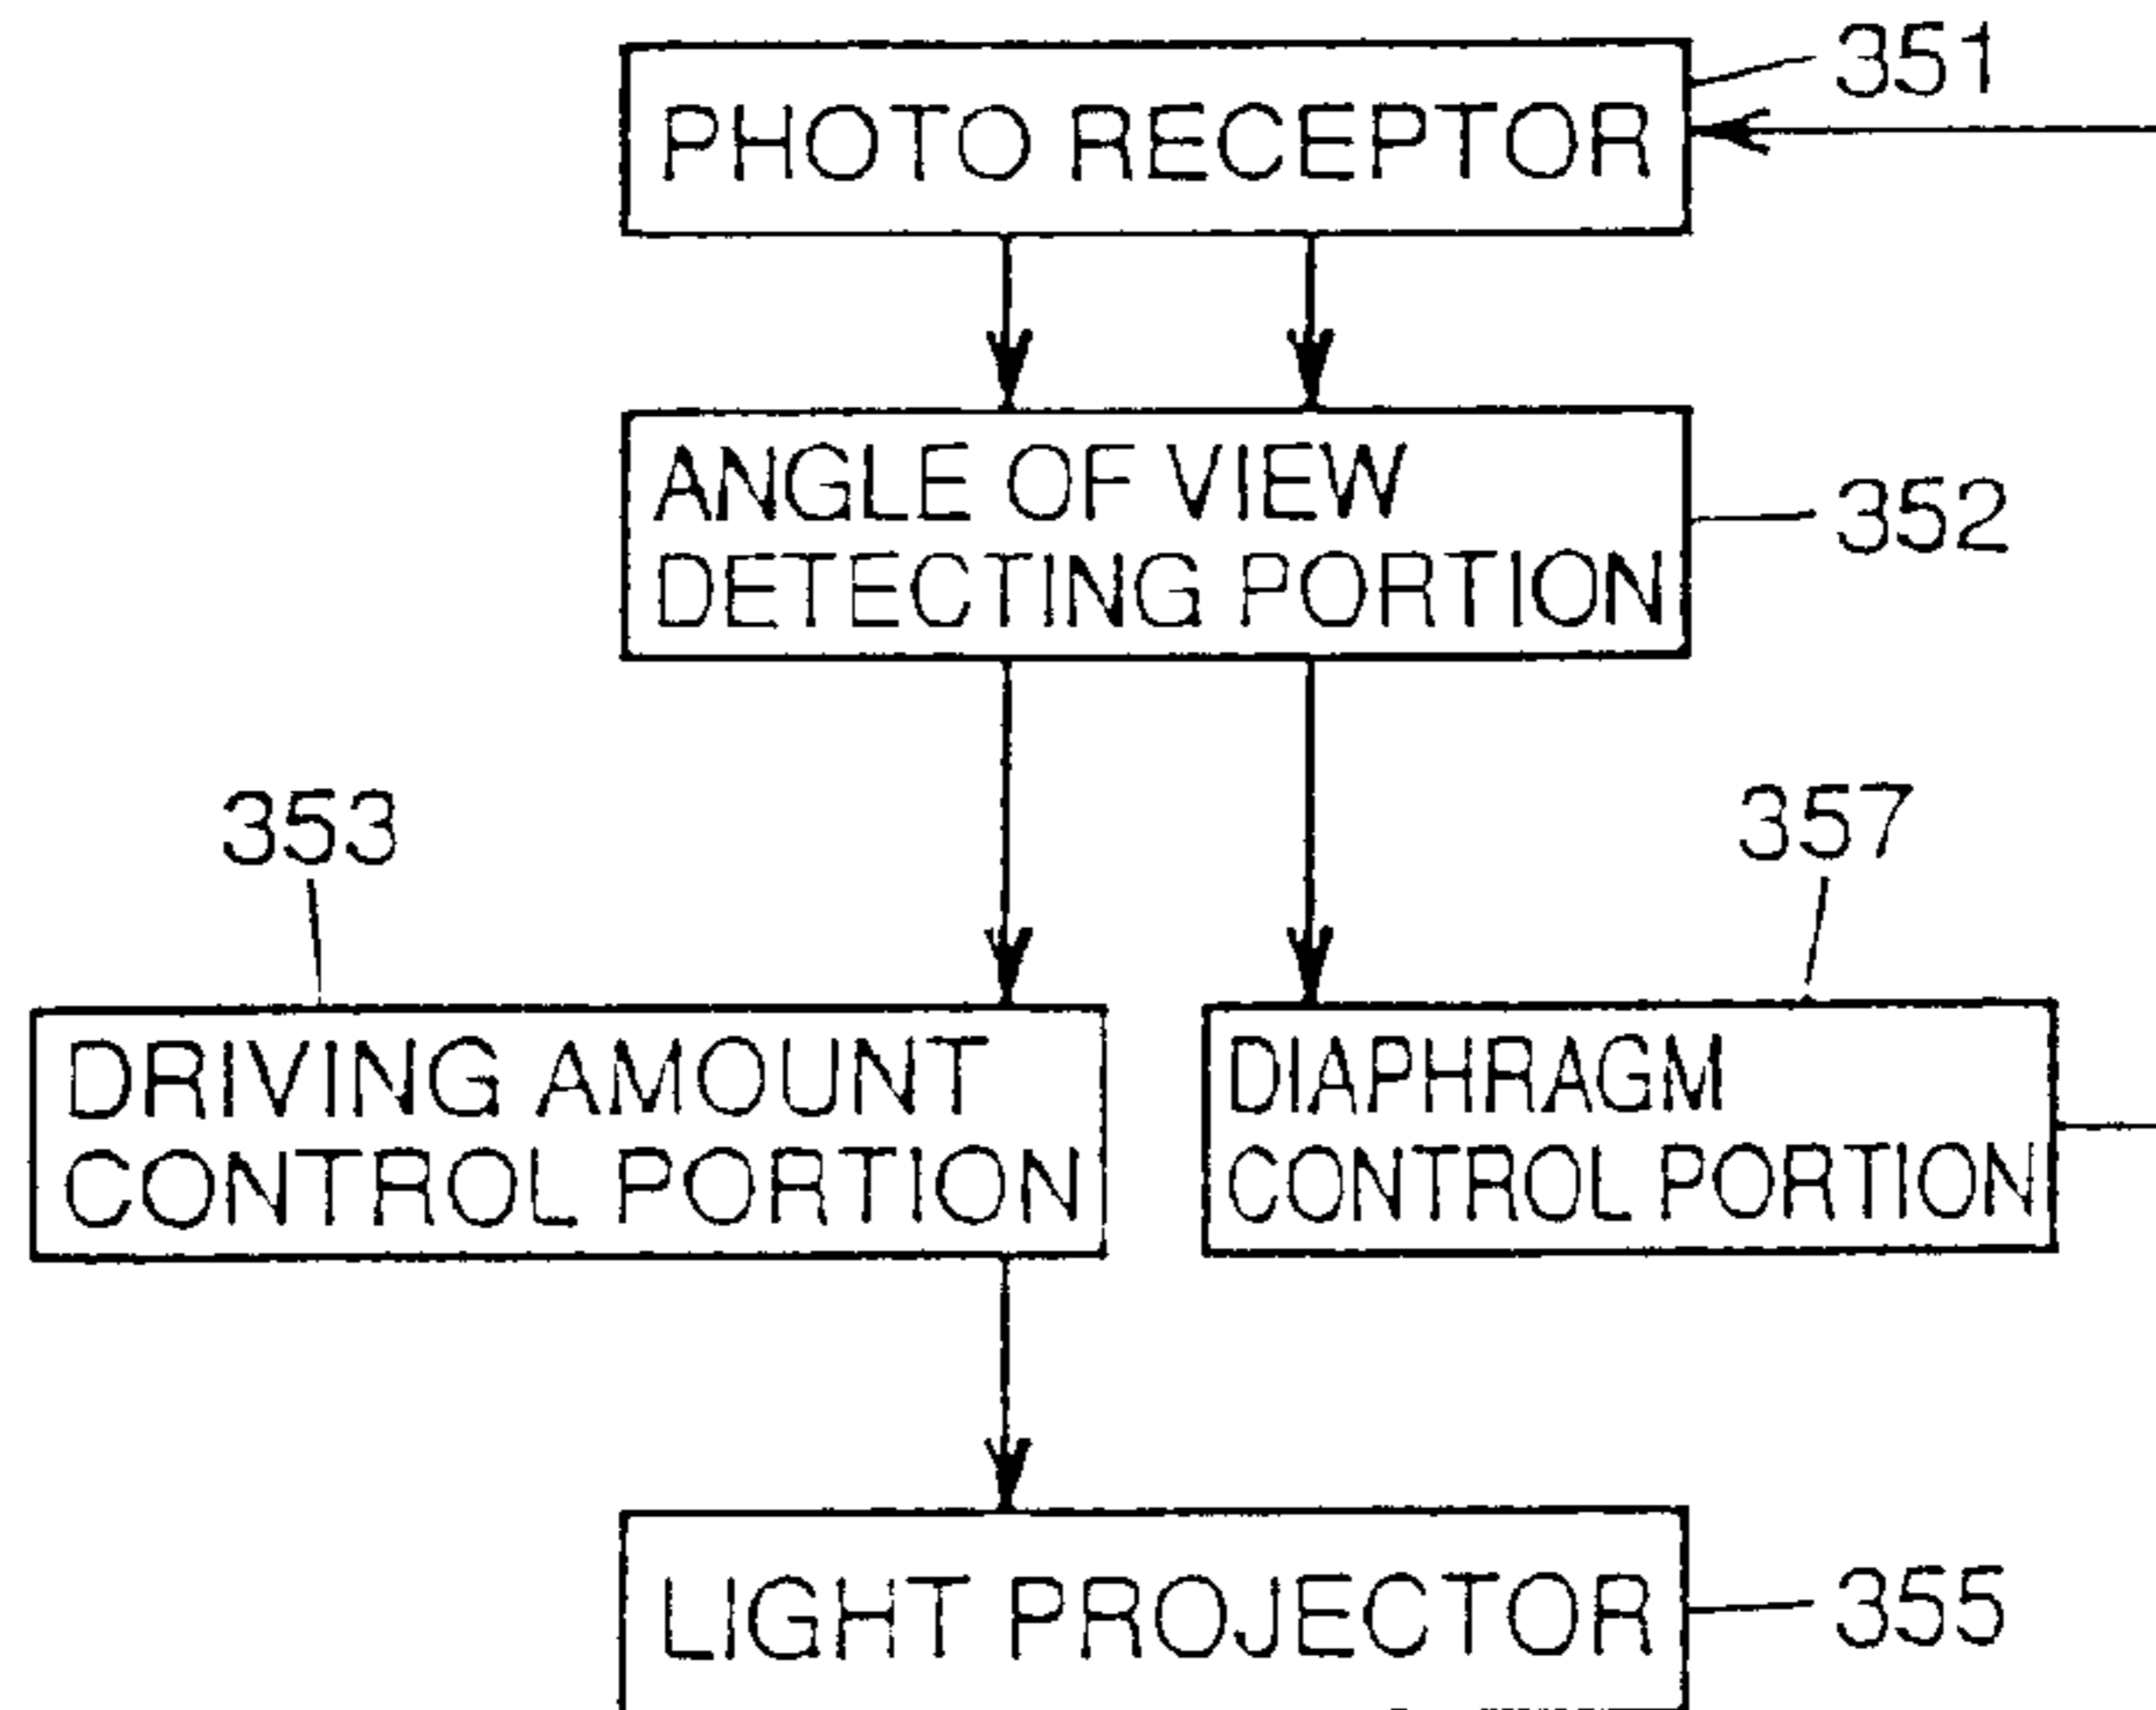 351
PHOTO RECEPTOR
ANGLE OF VIEW
DETECTING PORTION
352
353
357
DRIVING AMOUNT
CONTROL PORTION
DIAPHRAGM
CONTROL PORTION
LIGHT PROJECTOR
355